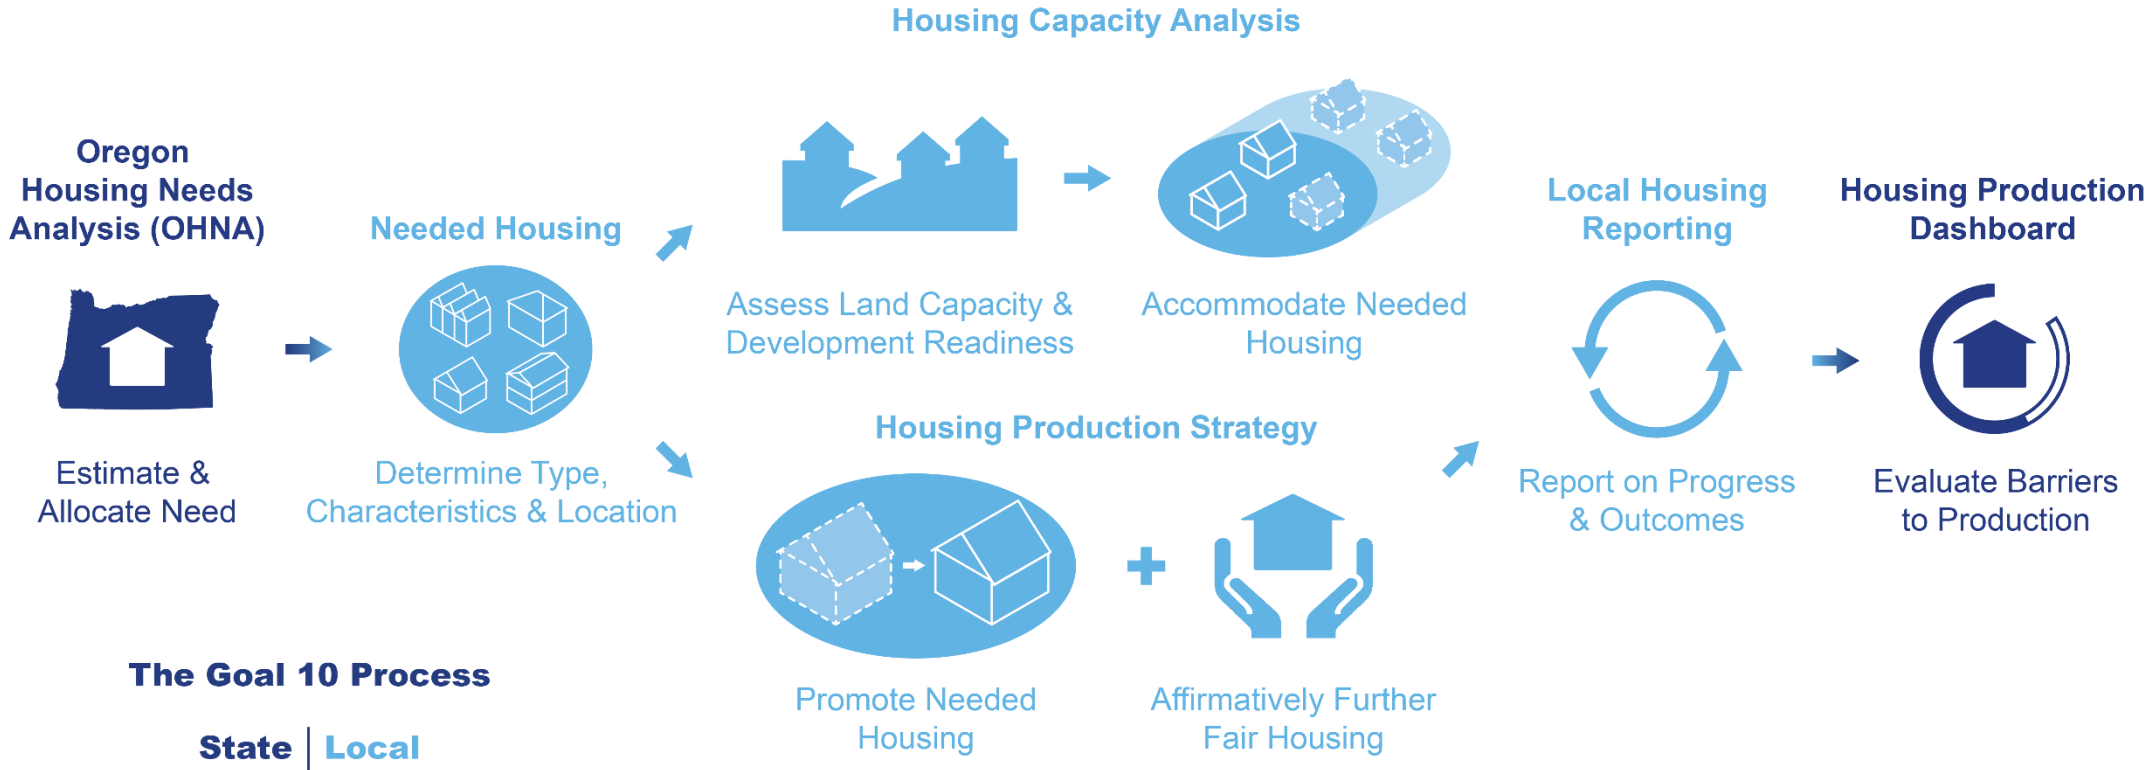 Housing Capacity Analysis
Oregon
Housing Needs
Analysis (OHNA)
Estimate &
Allocate Need
Needed Housing
Determine Type,
Characteristics & Location
Assess Land Capacity &
Development Readiness
Accommodate Needed
Housing
Housing Production Strategy
Promote Needed
Housing
Affirmatively Further
Fair Housing
Local Housing
Reporting
Report on Progress
& Outcomes
Housing Production
Dashboard
Evaluate Barriers
to Production
The Goal 10 Process
State | Local